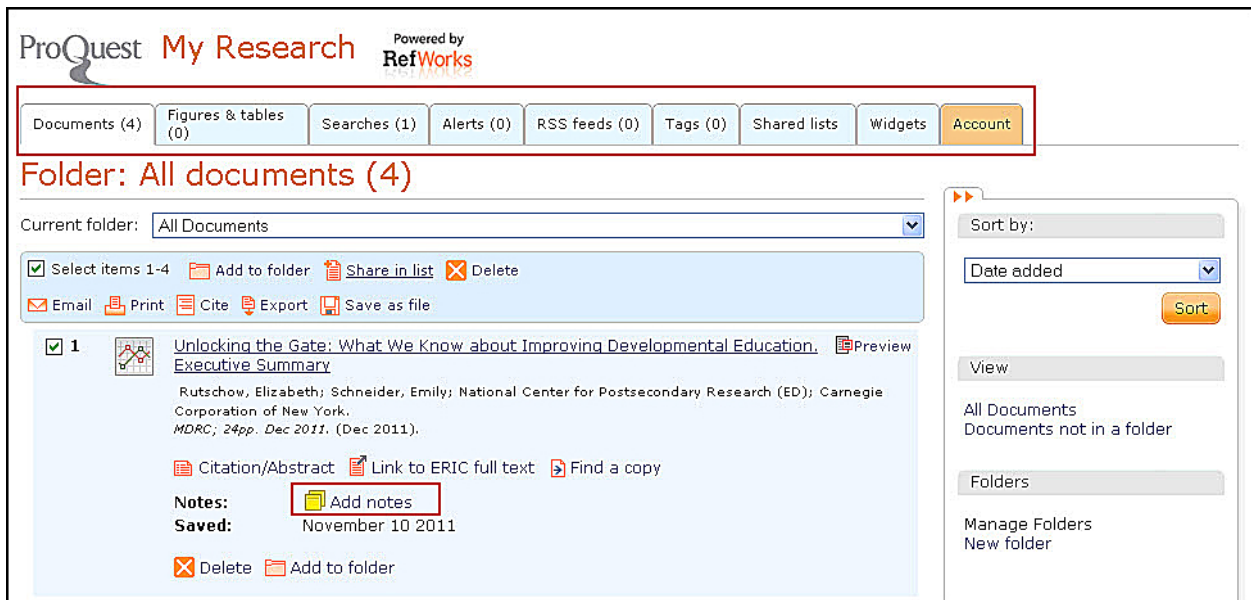 ProQuest My Research Powered by
RefWorks
Documents (4) Figures & tables (0) Searches (1) Alerts (0) RSS feeds (0) Tags (0) Shared lists Widgets Account
Folder: All documents (4)
Current folder: All Documents
Select items 1-4 Add to folder Share in list Delete
Email Print Cite Export Save as file
1 Unlocking the Gate: What We Know about Improving Developmental Education. Preview
Executive Summary
Rutschow, Elizabeth; Schneider, Emily; National Center for Postsecondary Research (ED); Carnegie
Corporation of New York.
MDRC; 24pp. Dec 2011. (Dec 2011).
Citation/Abstract Link to ERIC full text Find a copy
Notes: Add notes
Saved: November 10 2011
Delete Add to folder
Sort by:
Date added
Sort
View
All Documents
Documents not in a folder
Folders
Manage Folders
New folder